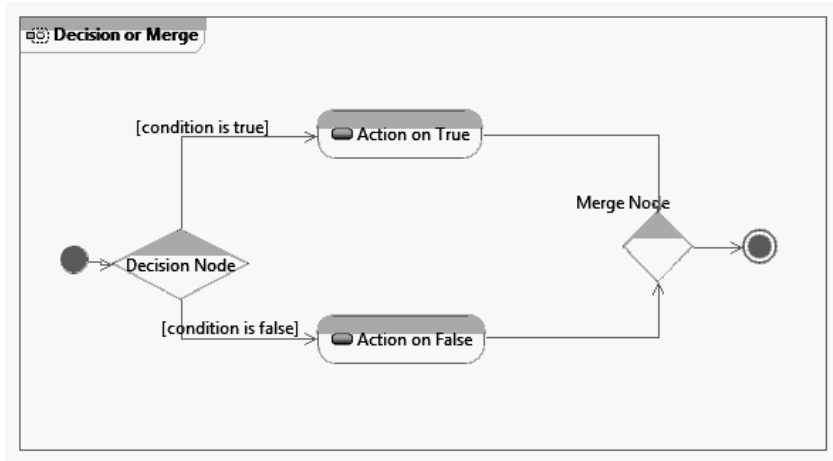 Decision or Merge
[condition is true]
Action on True
Merge Node
Decision Node
[condition is false]
Action on False